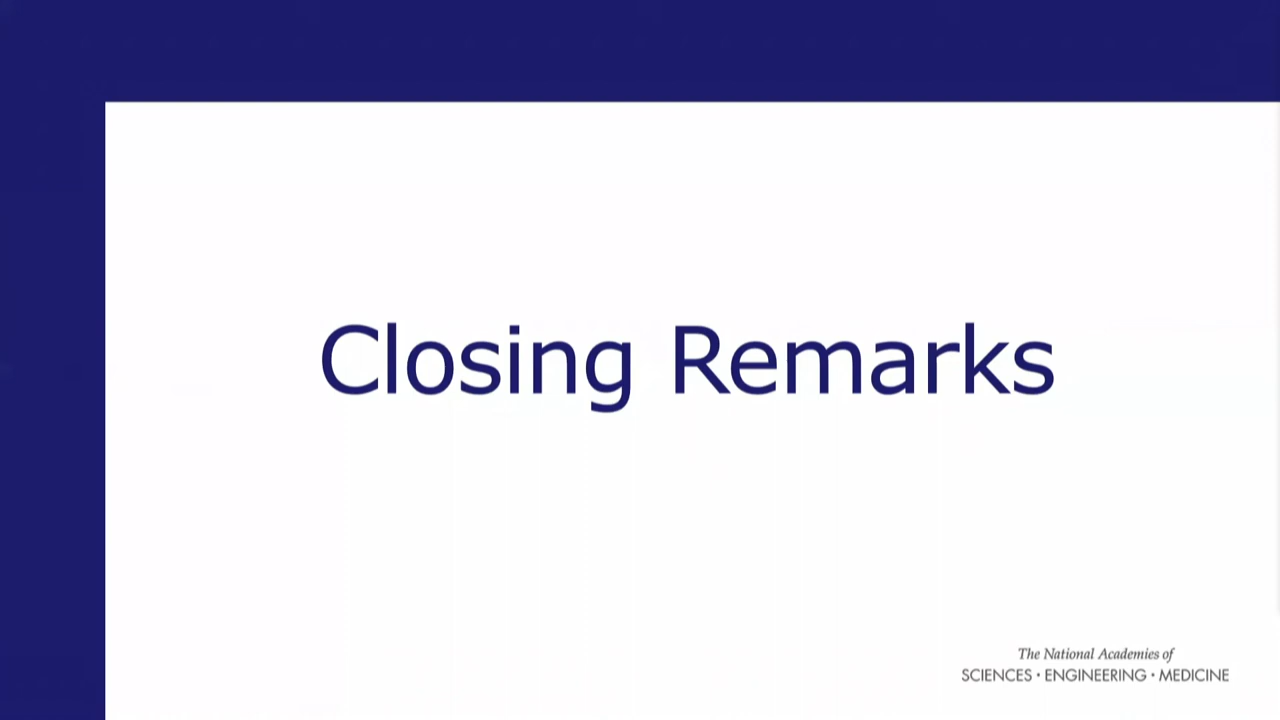 Closing Remarks
The National Academies of
SCIENCES · ENGINEERING · MEDICINE